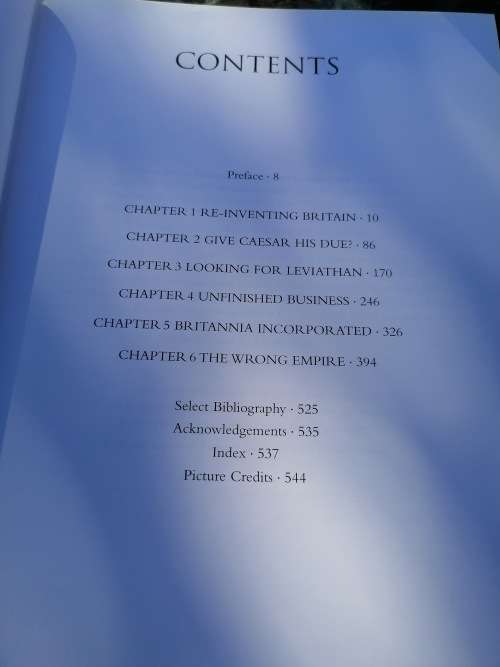 CONTENTS
Preface · 8
CHAPTER 1 RE-INVENTING BRITAIN · 10
CHAPTER 2 GIVE CAESAR HIS DUE? · 86
CHAPTER 3 LOOKING FOR LEVIATHAN · 170
CHAPTER 4 UNFINISHED BUSINESS · 246
CHAPTER 5 BRITANNIA INCORPORATED · 326
CHAPTER 6 THE WRONG EMPIRE · 394
Select Bibliography · 525
Acknowledgements · 535
Index · 537
Picture Credits · 544